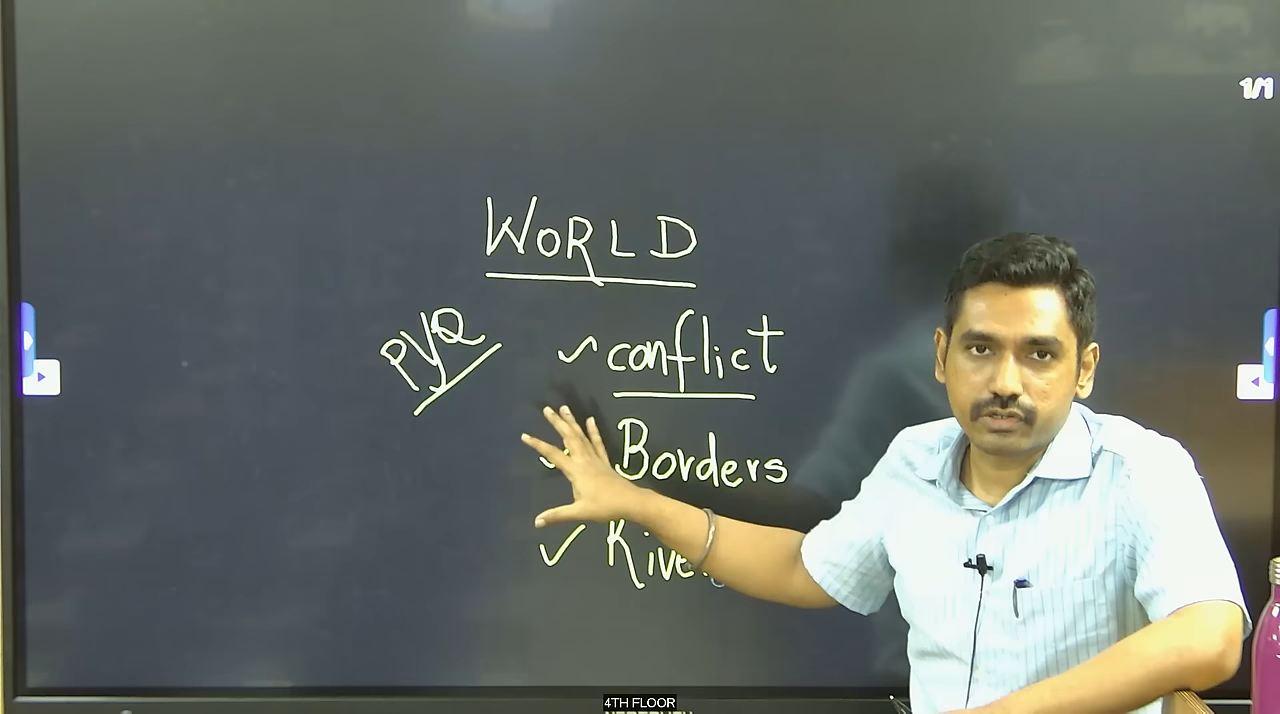 1/1
WORLD
PYQ
✓ conflict
Borders
✓
4TH FLOOR